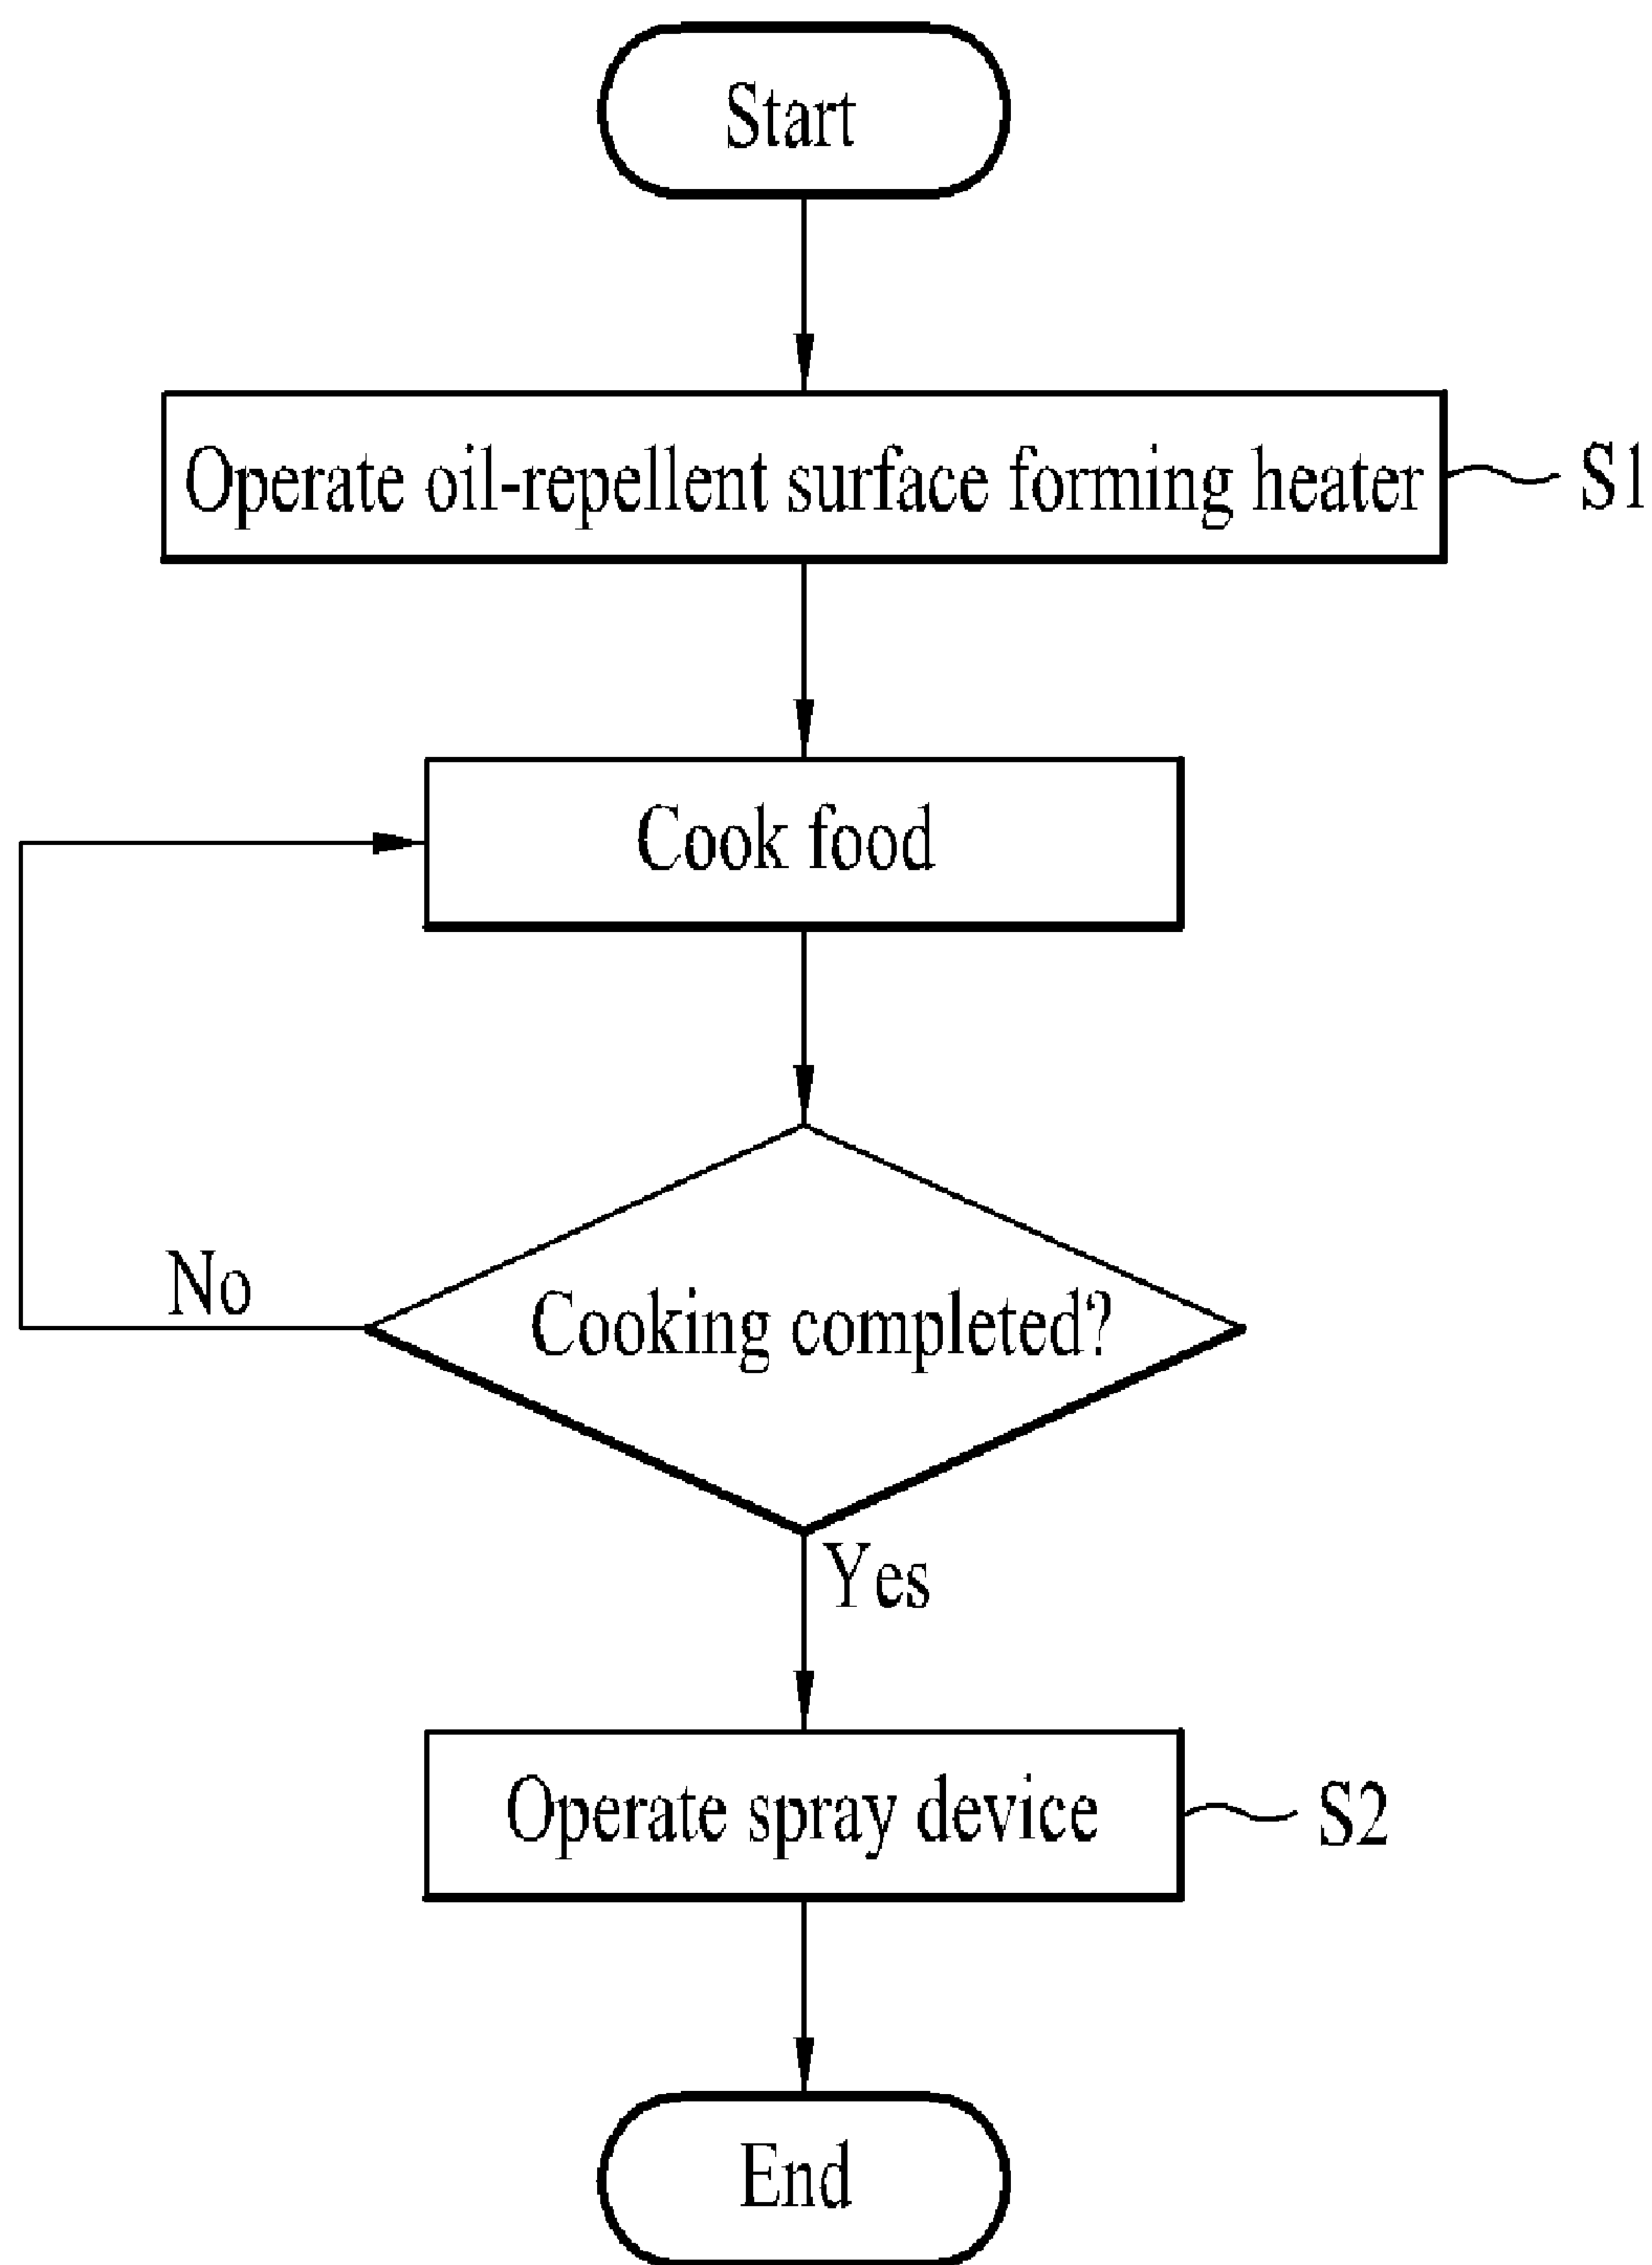 Start
Operate oil-repellent surface forming heater
S1
Cook food
No
Cooking completed?
Yes
Operate spray device
S2
End